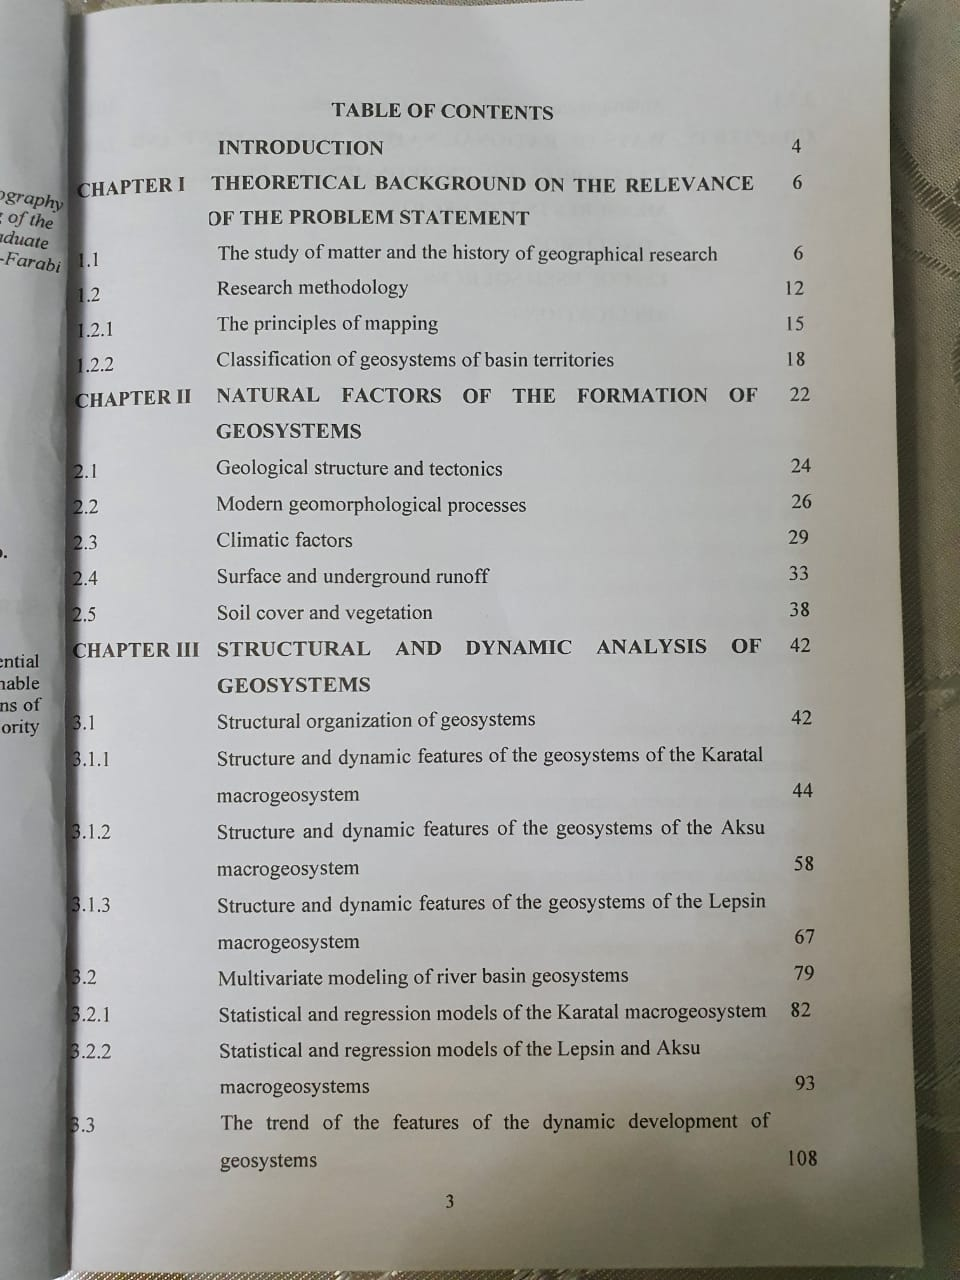 TABLE OF CONTENTS
INTRODUCTION 4
CHAPTER I THEORETICAL BACKGROUND ON THE RELEVANCE 6
OF THE PROBLEM STATEMENT
1.1 The study of matter and the history of geographical research 6
1.2 Research methodology 12
1.2.1 The principles of mapping 15
1.2.2 Classification of geosystems of basin territories 18
CHAPTER II NATURAL FACTORS OF THE FORMATION OF 22
GEOSYSTEMS
2.1 Geological structure and tectonics 24
2.2 Modern geomorphological processes 26
2.3 Climatic factors 29
2.4 Surface and underground runoff 33
2.5 Soil cover and vegetation 38
CHAPTER III STRUCTURAL AND DYNAMIC ANALYSIS OF 42
GEOSYSTEMS
3.1 Structural organization of geosystems 42
3.1.1 Structure and dynamic features of the geosystems of the Karatal
macrogeosystem 44
3.1.2 Structure and dynamic features of the geosystems of the Aksu
macrogeosystem 58
3.1.3 Structure and dynamic features of the geosystems of the Lepsin
macrogeosystem 67
3.2 Multivariate modeling of river basin geosystems 79
3.2.1 Statistical and regression models of the Karatal macrogeosystem 82
3.2.2 Statistical and regression models of the Lepsin and Aksu
macrogeosystems 93
3.3 The trend of the features of the dynamic development of
geosystems 108
3
of the
-Farabi
ns of